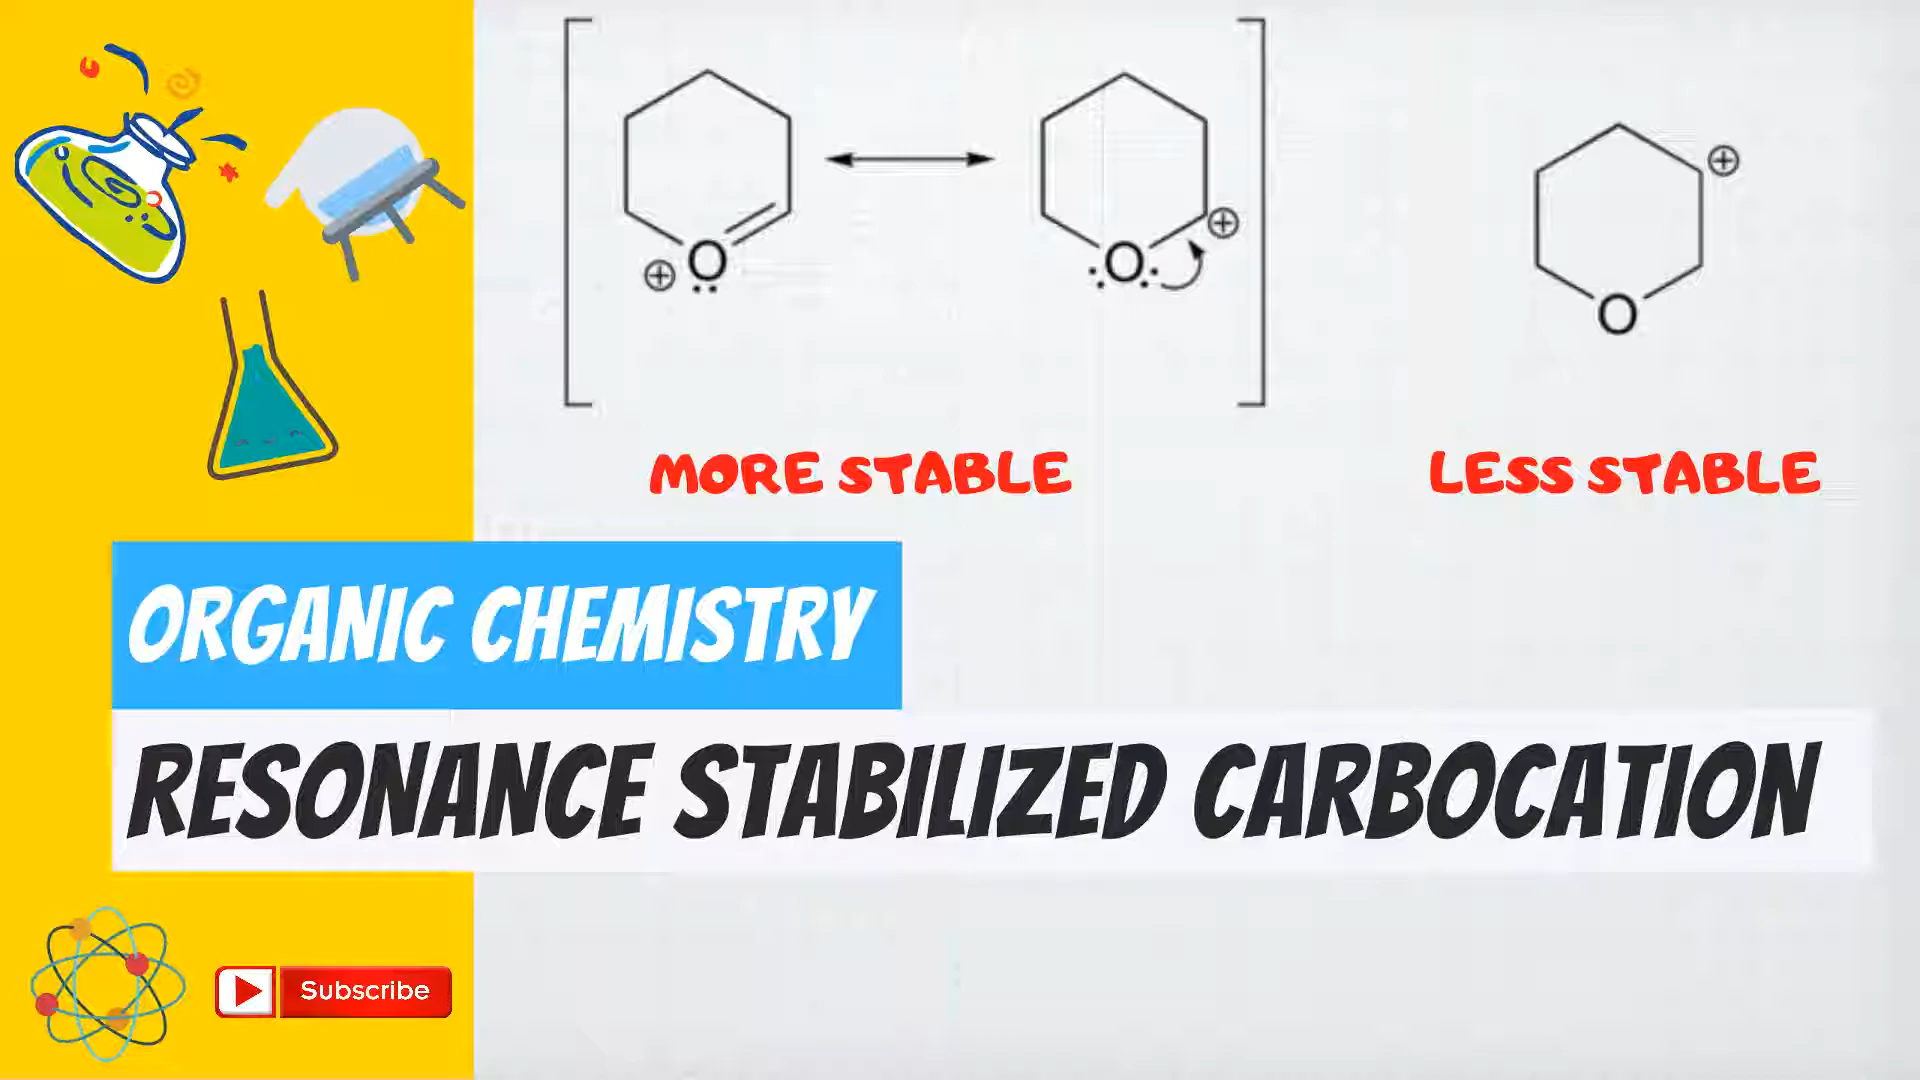 O
⊕
⊕
O
⊕
O
MORE STABLE
LESS STABLE
ORGANIC CHEMISTRY
RESONANCE STABILIZED CARBOCATION
Subscribe